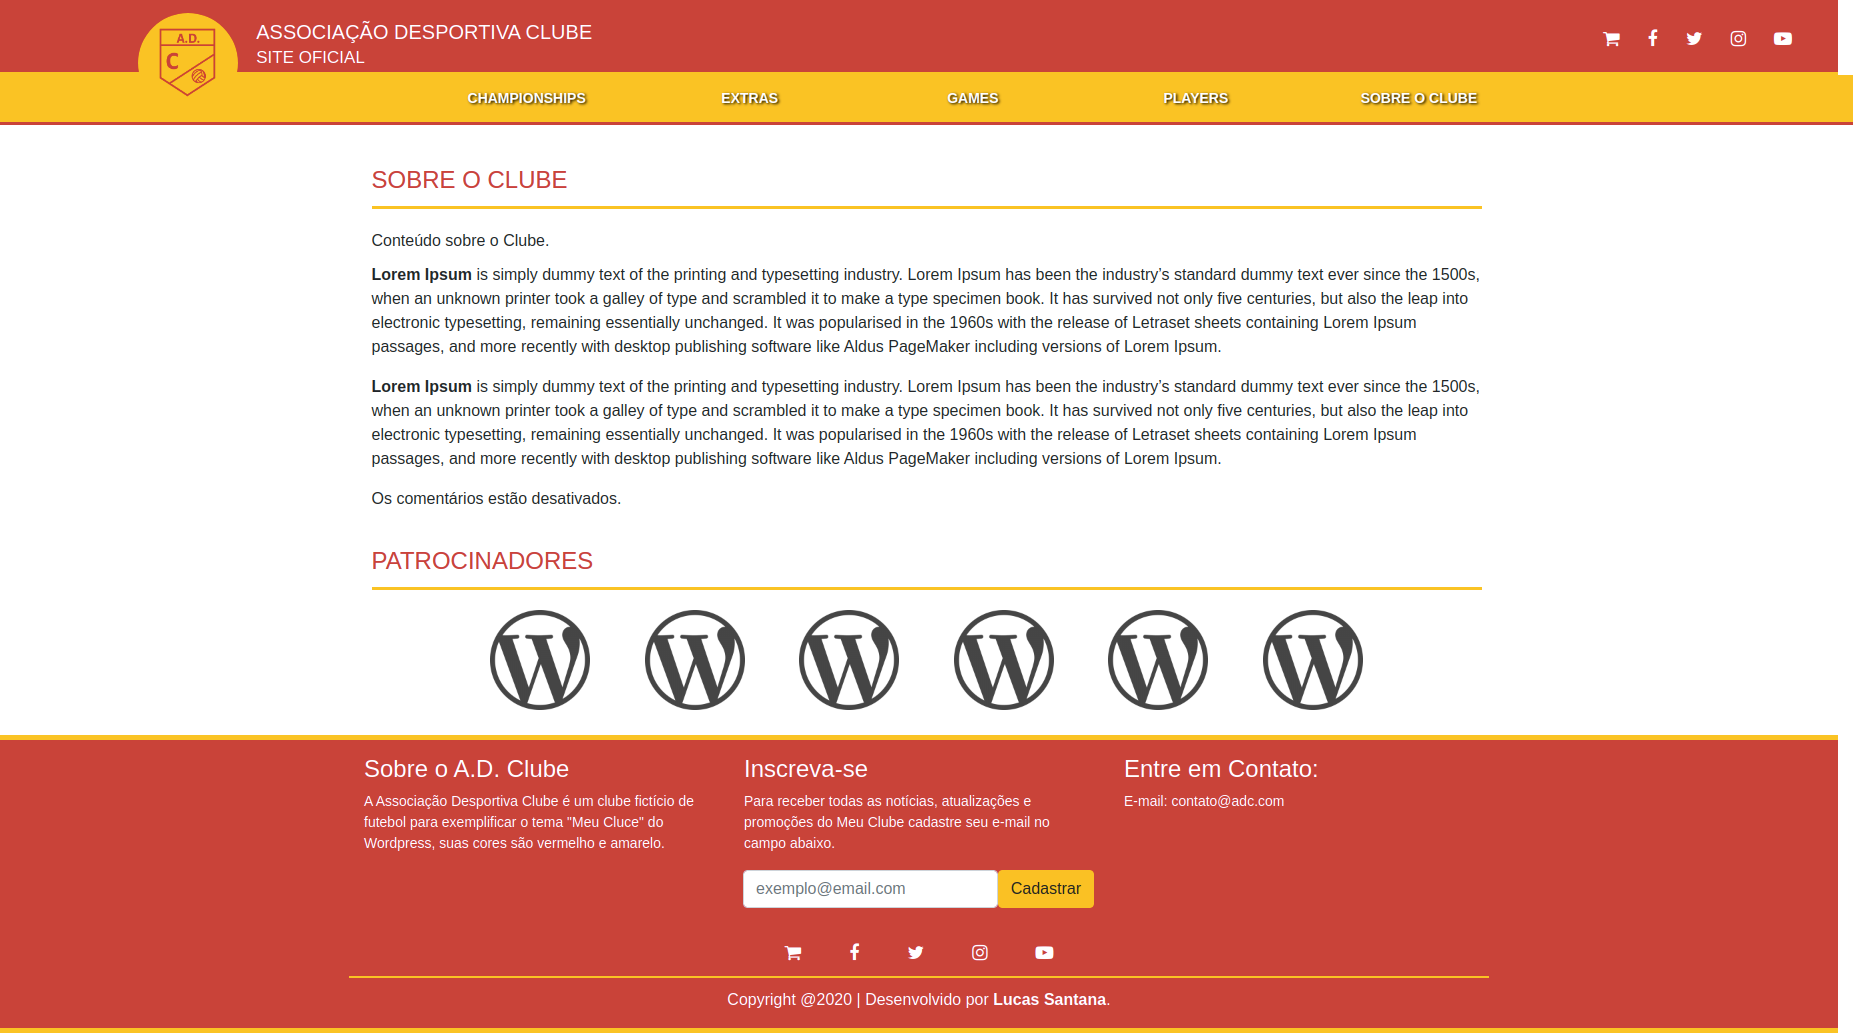 A.D.
C
ASSOCIAÇÃO DESPORTIVA CLUBE
SITE OFICIAL
CHAMPIONSHIPS EXTRAS GAMES PLAYERS SOBRE O CLUBE
SOBRE O CLUBE
Conteúdo sobre o Clube.
Lorem Ipsum is simply dummy text of the printing and typesetting industry. Lorem Ipsum has been the industry’s standard dummy text ever since the 1500s,
when an unknown printer took a galley of type and scrambled it to make a type specimen book. It has survived not only five centuries, but also the leap into
electronic typesetting, remaining essentially unchanged. It was popularised in the 1960s with the release of Letraset sheets containing Lorem Ipsum
passages, and more recently with desktop publishing software like Aldus PageMaker including versions of Lorem Ipsum.
Lorem Ipsum is simply dummy text of the printing and typesetting industry. Lorem Ipsum has been the industry’s standard dummy text ever since the 1500s,
when an unknown printer took a galley of type and scrambled it to make a type specimen book. It has survived not only five centuries, but also the leap into
electronic typesetting, remaining essentially unchanged. It was popularised in the 1960s with the release of Letraset sheets containing Lorem Ipsum
passages, and more recently with desktop publishing software like Aldus PageMaker including versions of Lorem Ipsum.
Os comentários estão desativados.
PATROCINADORES
Sobre o A.D. Clube
A Associação Desportiva Clube é um clube fictício de
futebol para exemplificar o tema "Meu Cluce" do
Wordpress, suas cores são vermelho e amarelo.
Inscreva-se
Para receber todas as notícias, atualizações e
promoções do Meu Clube cadastre seu e-mail no
campo abaixo.
exemplo@email.com Cadastrar
Entre em Contato:
E-mail: contato@adc.com
Copyright @2020 | Desenvolvido por Lucas Santana.